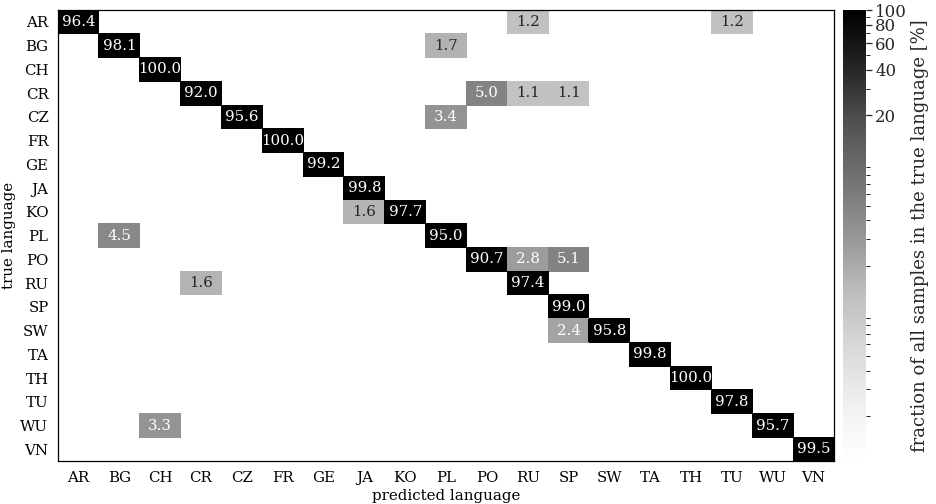 true language
AR 96.4 1.2 1.2
BG 98.1 1.7
CH 100.0
CR 92.0 5.0 1.1 1.1
CZ 95.6 3.4
FR 100.0
GE 99.2
JA 99.8
KO 1.6 97.7
PL 4.5 95.0
PO 90.7 2.8 5.1
RU 1.6 97.4
SP 99.0
SW 2.4 95.8
TA 99.8
TH 100.0
TU 97.8
WU 3.3 95.7
VN 99.5
AR BG CH CR CZ FR GE JA KO PL PO RU SP SW TA TH TU WU VN
predicted language
100
80
60
40
20
fraction of all samples in the true language [%]